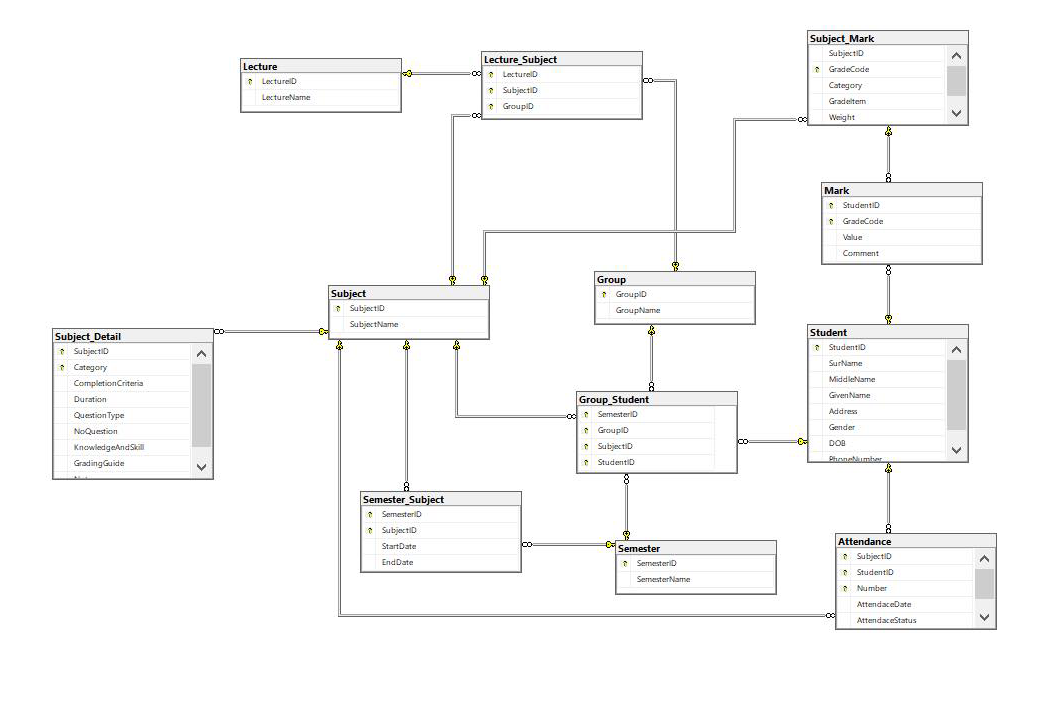 Lecture
LectureID
LectureName
Lecture_Subject
LectureID
SubjectID
GroupID
Subject_Mark
SubjectID
GradeCode
Category
GradeItem
Weight
Mark
StudentID
GradeCode
Value
Comment
Subject
SubjectID
SubjectName
Group
GroupID
GroupName
Subject_Detail
SubjectID
Category
CompletionCriteria
Duration
QuestionType
NoQuestion
KnowledgeAndSkill
GradingGuide
Student
StudentID
SurName
MiddleName
GivenName
Address
Gender
DOB
PhoneNumber
Group_Student
SemesterID
GroupID
SubjectID
StudentID
Semester_Subject
SemesterID
SubjectID
StartDate
EndDate
Semester
SemesterID
SemesterName
Attendance
SubjectID
StudentID
Number
AttendaceDate
AttendaceStatus